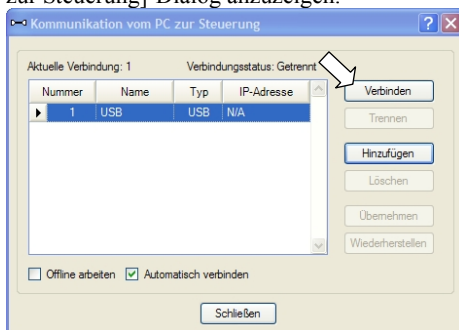 zur Steuerung]-Dialog anzuzeigen.
Kommunikation vom PC zur Steuerung
Aktuelle Verbindung: 1 Verbindungsstatus: Getrennt
Nummer Name Typ IP-Adresse
1 USB USB N/A
Verbinden
Trennen
Hinzufügen
Löschen
Übernehmen
Wiederherstellen
Offline arbeiten Automatisch verbinden
Schließen